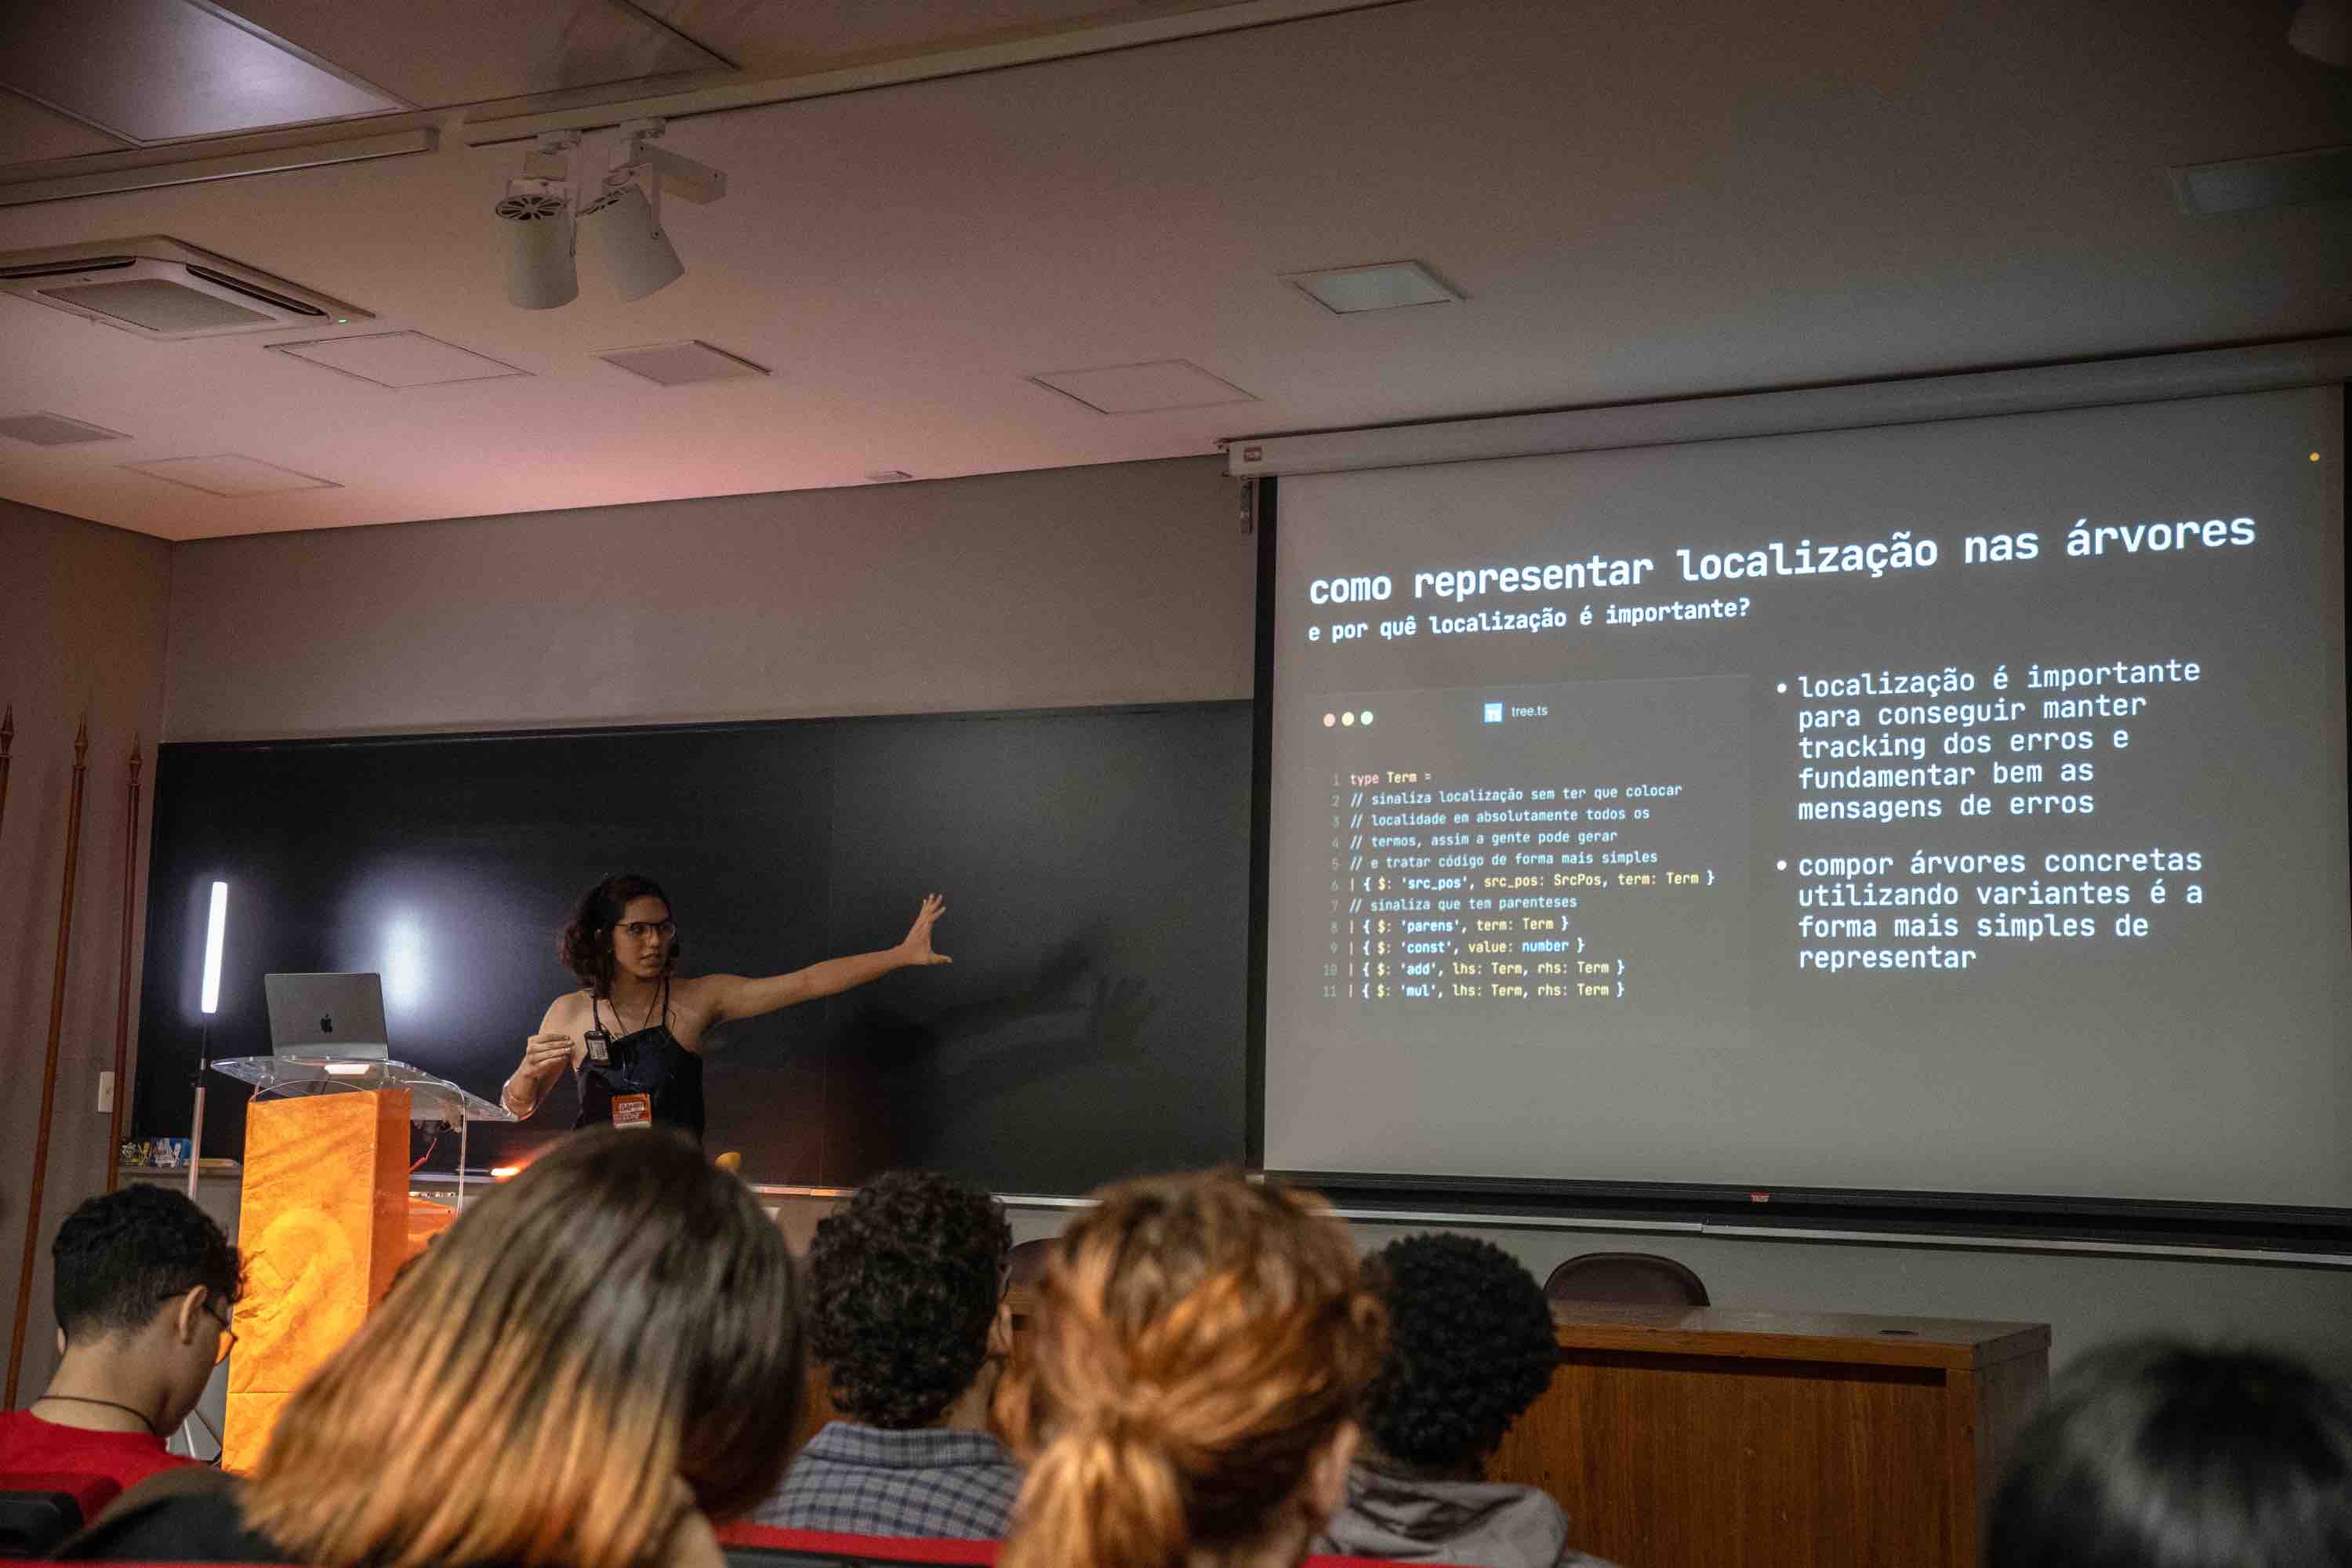 como representar localização nas árvores
e por quê localização é importante?
TS tree.ts
1 type Term =
2 // sinaliza localização sem ter que colocar
3 // localidade em absolutamente todos os
4 // termos, assim a gente pode gerar
5 // e tratar código de forma mais simples
6 | { $: 'src_pos', src_pos: SrcPos, term: Term }
7 // sinaliza que tem parenteses
8 | { $: 'parens', term: Term }
9 | { $: 'const', value: number }
10 | { $: 'add', lhs: Term, rhs: Term }
11 | { $: 'mul', lhs: Term, rhs: Term }
• localização é importante
para conseguir manter
tracking dos erros e
fundamentar bem as
mensagens de erros
• compor árvores concretas
utilizando variantes é a
forma mais simples de
representar